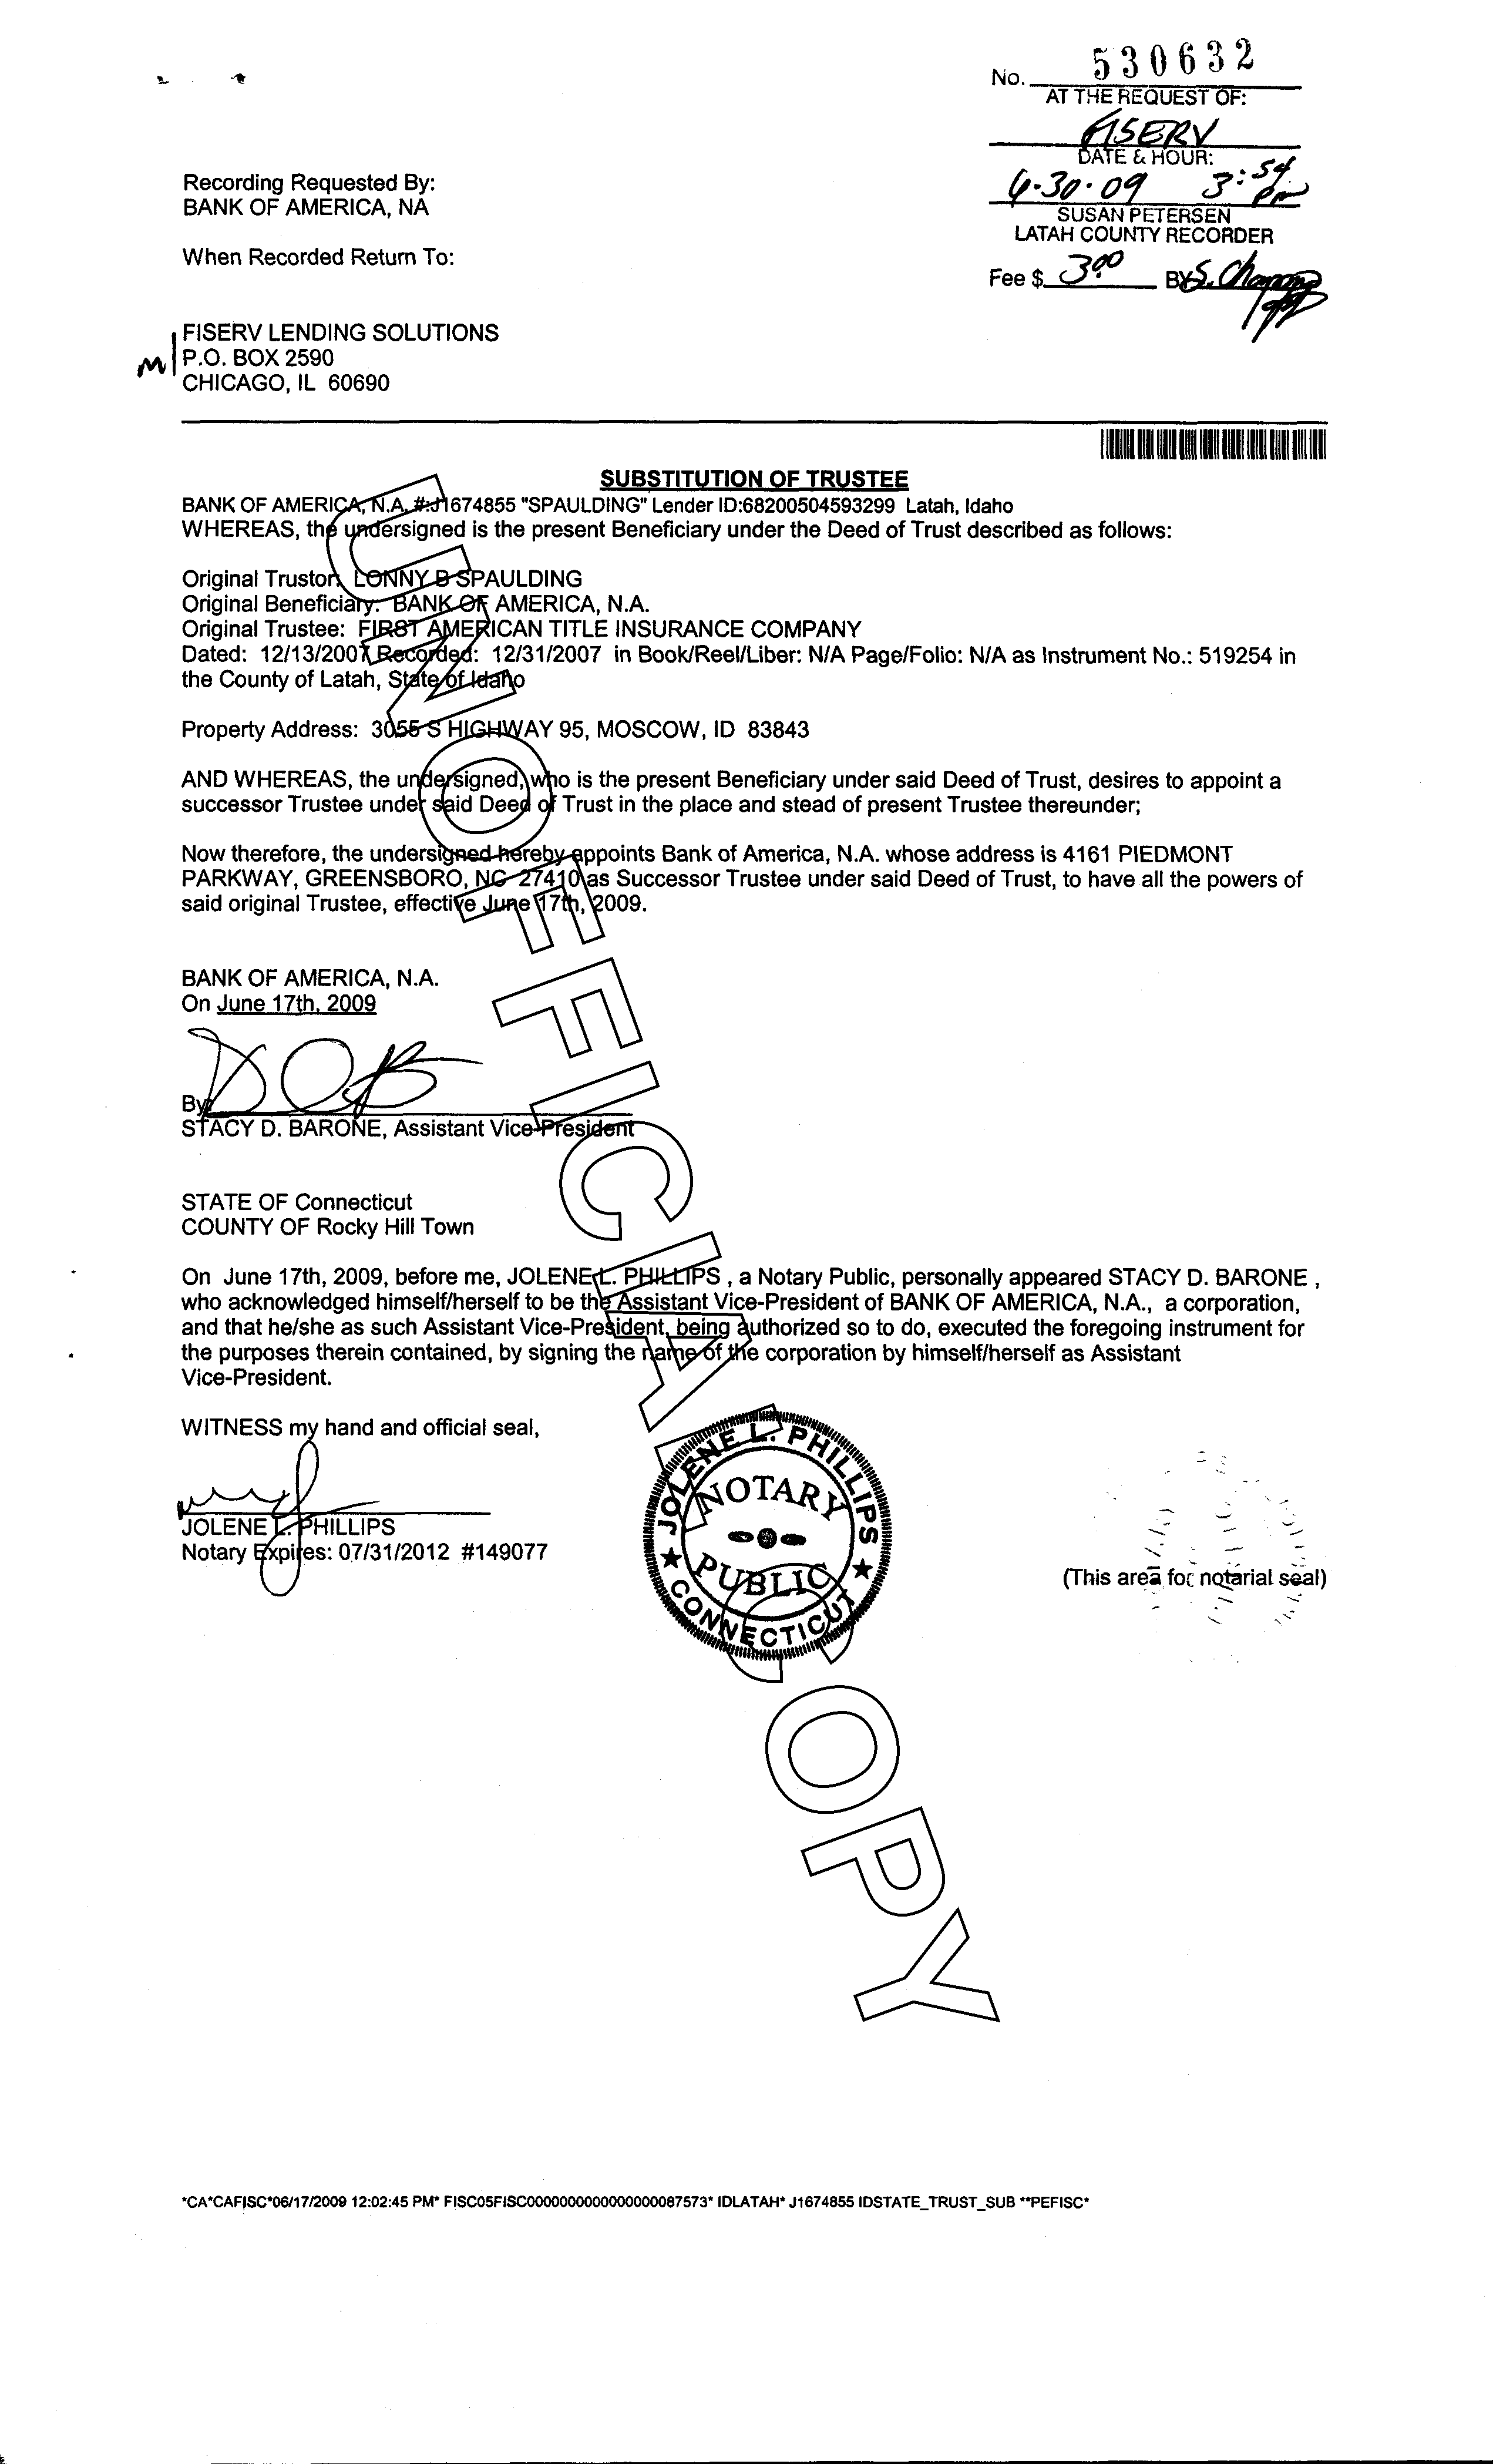 No. 530632
AT THE REQUEST OF:
FISERV
DATE & HOUR:
6·30·09 3:54 pm
SUSAN PETERSEN
LATAH COUNTY RECORDER
Fee $ 3.00 BY S.
Recording Requested By:
BANK OF AMERICA, NA
When Recorded Return To:
FISERV LENDING SOLUTIONS
M P.O. BOX 2590
CHICAGO, IL 60690
SUBSTITUTION OF TRUSTEE
BANK OF AMERICA, N.A. #:J1674855 "SPAULDING" Lender ID:68200504593299 Latah, Idaho
WHEREAS, the undersigned is the present Beneficiary under the Deed of Trust described as follows:
Original Trustor: LONNY B SPAULDING
Original Beneficiary: BANK OF AMERICA, N.A.
Original Trustee: FIRST AMERICAN TITLE INSURANCE COMPANY
Dated: 12/13/2007 Recorded: 12/31/2007 in Book/Reel/Liber: N/A Page/Folio: N/A as Instrument No.: 519254 in
the County of Latah, State of Idaho
Property Address: 3055 S HIGHWAY 95, MOSCOW, ID 83843
AND WHEREAS, the undersigned, who is the present Beneficiary under said Deed of Trust, desires to appoint a
successor Trustee under said Deed of Trust in the place and stead of present Trustee thereunder;
Now therefore, the undersigned hereby appoints Bank of America, N.A. whose address is 4161 PIEDMONT
PARKWAY, GREENSBORO, NC 27410 as Successor Trustee under said Deed of Trust, to have all the powers of
said original Trustee, effective June 17th, 2009.
BANK OF AMERICA, N.A.
On June 17th, 2009
By:
STACY D. BARONE, Assistant Vice-President
STATE OF Connecticut
COUNTY OF Rocky Hill Town
On June 17th, 2009, before me, JOLENE L. PHILLIPS , a Notary Public, personally appeared STACY D. BARONE ,
who acknowledged himself/herself to be the Assistant Vice-President of BANK OF AMERICA, N.A., a corporation,
and that he/she as such Assistant Vice-President, being authorized so to do, executed the foregoing instrument for
the purposes therein contained, by signing the name of the corporation by himself/herself as Assistant
Vice-President.
WITNESS my hand and official seal,
JOLENE L. PHILLIPS
Notary Expires: 07/31/2012 #149077
JOLENE L. PHILLIPS
NOTARY
PUBLIC
★ CONNECTICUT ★
(This area for notarial seal)
UNOFFICIAL COPY
*CA*CAFISC*06/17/2009 12:02:45 PM* FISC05FISC0000000000000000087573* IDLATAH* J1674855 IDSTATE_TRUST_SUB **PEFISC*